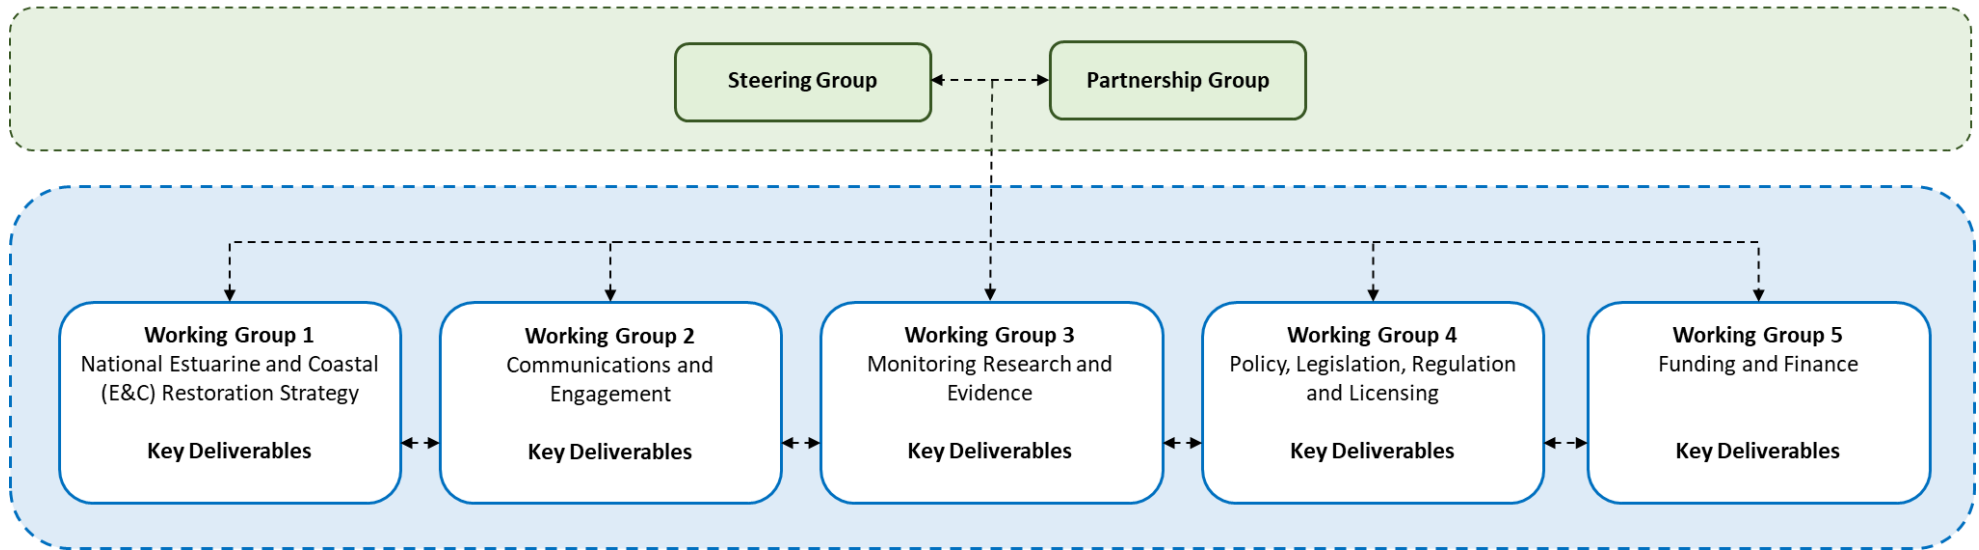 Steering Group
Partnership Group
Working Group 1
National Estuarine and Coastal
(E&C) Restoration Strategy
Key Deliverables
Working Group 2
Communications and
Engagement
Key Deliverables
Working Group 3
Monitoring Research and
Evidence
Key Deliverables
Working Group 4
Policy, Legislation, Regulation
and Licensing
Key Deliverables
Working Group 5
Funding and Finance
Key Deliverables